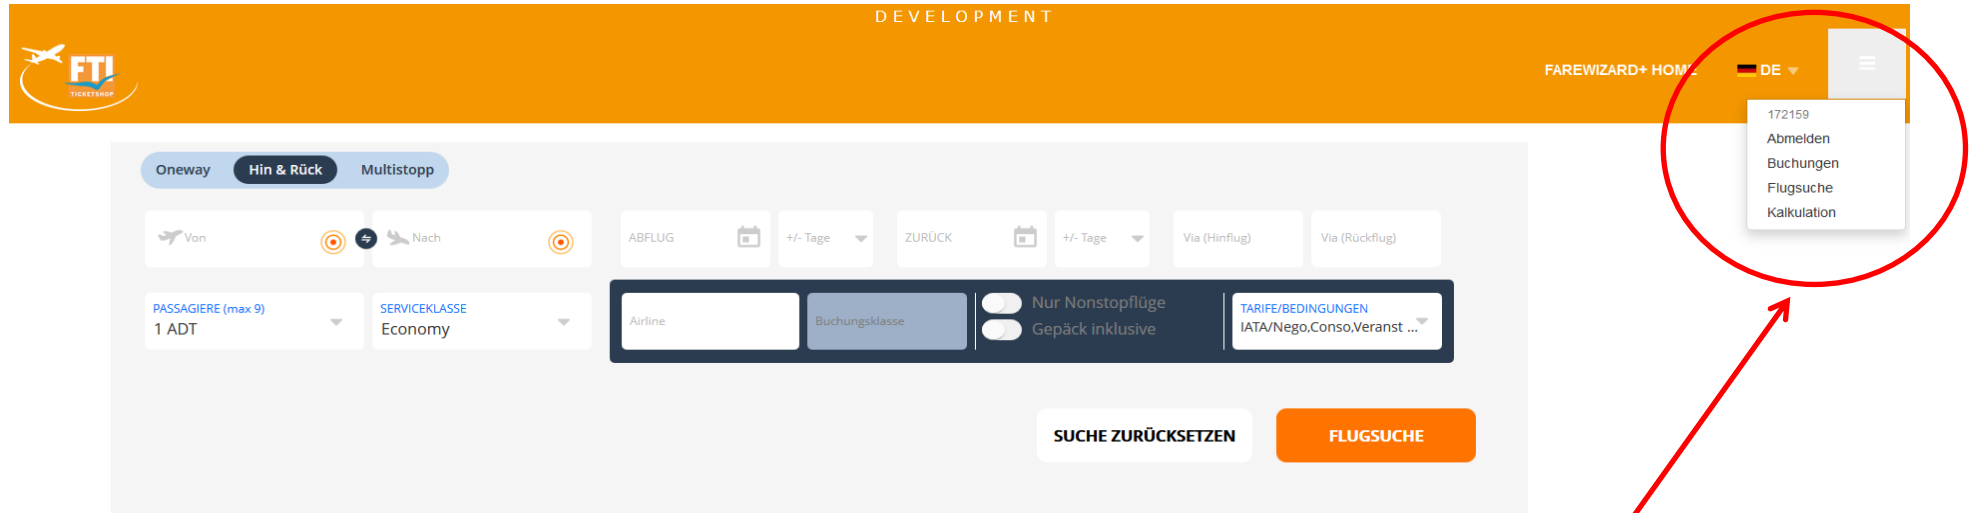 DEVELOPMENT
FTI
TICKETSHOP
FAREWIZARD+ HOME
DE
172159
Abmelden
Buchungen
Flugsuche
Kalkulation
Oneway Hin & Rück Multistopp
Von Nach ABFLUG +/- Tage ZURÜCK +/- Tage Via (Hinflug) Via (Rückflug)
PASSAGIERE (max 9)
1 ADT
SERVICEKLASSE
Economy
Airline
Buchungsklasse
Nur Nonstopflüge
Gepäck inklusive
TARIFE/BEDINGUNGEN
IATA/Nego,Conso,Veranst ...
SUCHE ZURÜCKSETZEN FLUGSUCHE